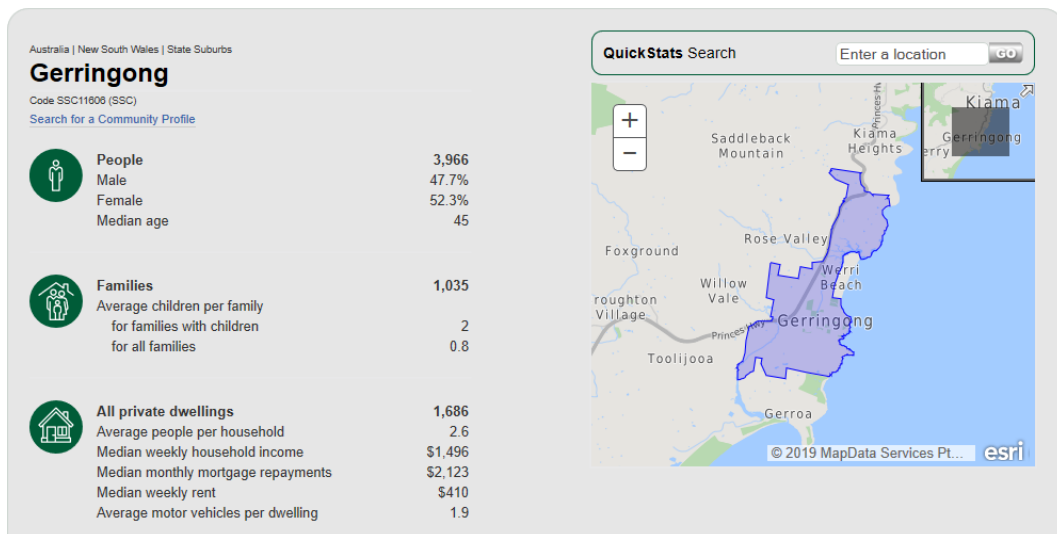 Australia | New South Wales | State Suburbs
Gerringong
Code SSC11606 (SSC)
Search for a Community Profile
People 3,966
Male 47.7%
Female 52.3%
Median age 45
Families 1,035
Average children per family
for families with children 2
for all families 0.8
All private dwellings 1,686
Average people per household 2.6
Median weekly household income $1,496
Median monthly mortgage repayments $2,123
Median weekly rent $410
Average motor vehicles per dwelling 1.9
QuickStats Search Enter a location GO
+
−
Princes H
Saddleback
Mountain
Kiama
Heights
Kiama
Gerringong
erry
Foxground
Rose Valley
Willow
Vale
Werri
Beach
roughton
Village
Princes Hwy
Gerringong
Toolijooa
Gerroa
© 2019 MapData Services Pt...
esri